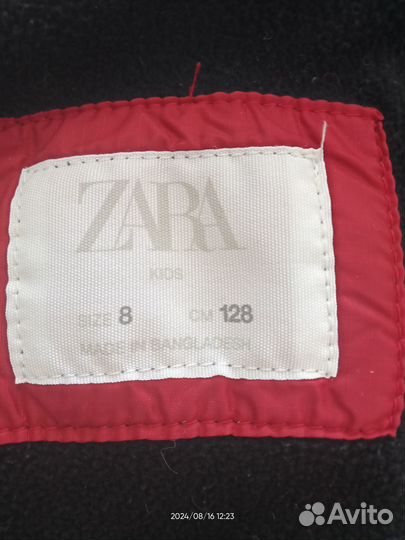 ZARA
KIDS
SIZE 8 CM 128
MADE IN BANGLADESH
2024/08/16 12:23
Avito